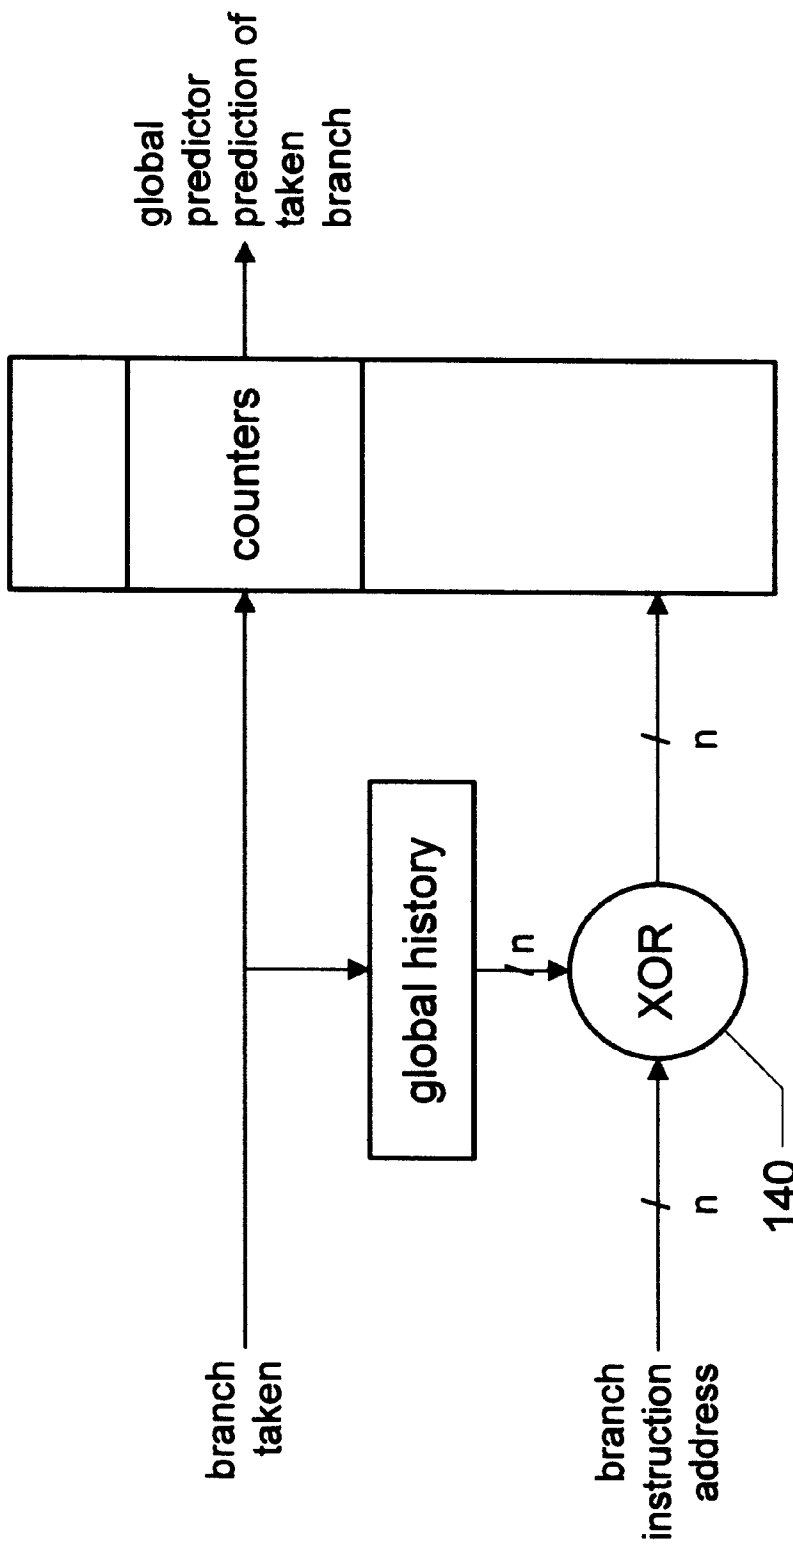 branch
taken
global history
counters
global
predictor
prediction of
taken
branch
branch
instruction
address
n
XOR
n
n
140